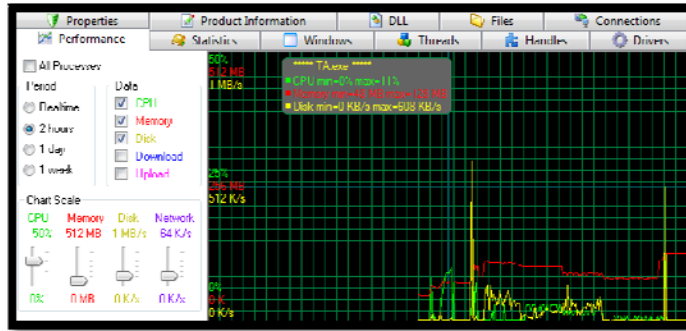 Properties
Product Information
DLL
Files
Connections
Performance
Statistics
Windows
Threads
Handles
Drivers
All Processes
Period
Realtime
2 hours
1 day
1 week
Data
CPU
Memory
Disk
Download
Upload
Chart Scale
CPU Memory Disk Network
50% 512 MB 1 MB/s 64 K/s
0% 0 MB 0 K/s 0 K/s
50%
512 MB
1 MB/s
***** TA.exe *****
CPU min=0% max=11%
Disk min=0 KB/s max=608 KB/s
25%
256 MB
512 K/s
0%
0 K
0 K/s